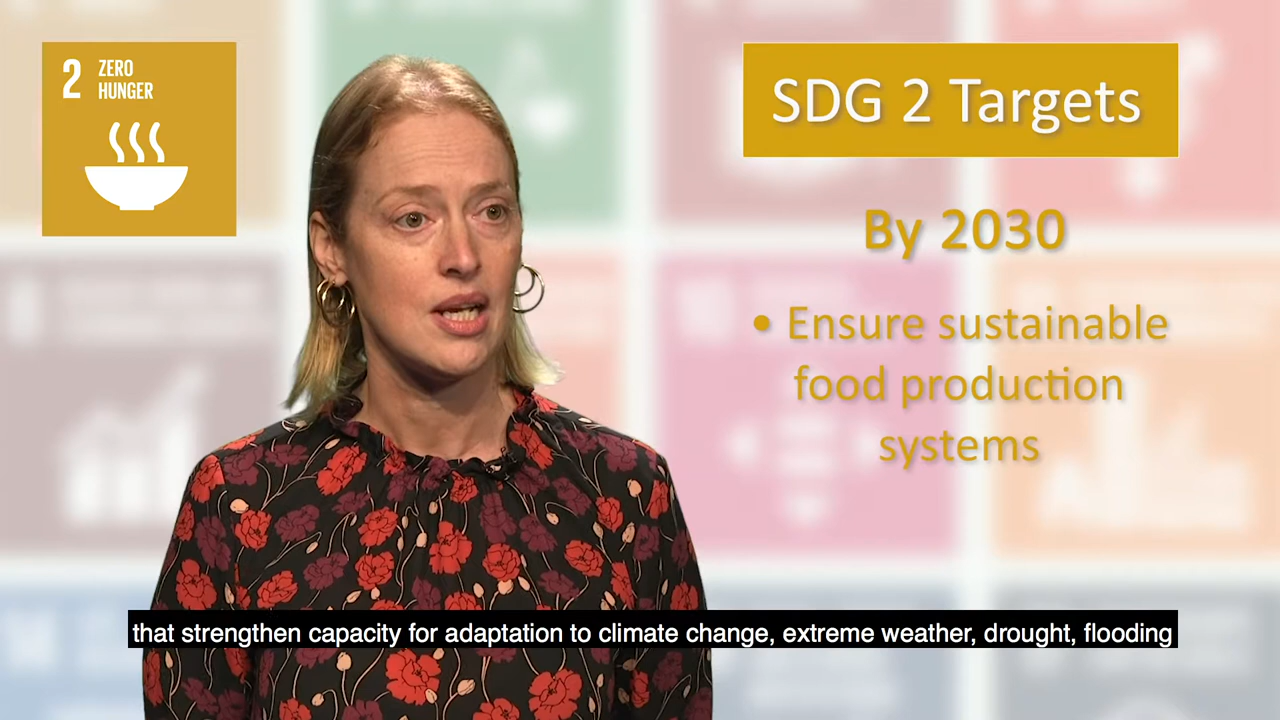 2 ZERO
HUNGER
SDG 2 Targets
By 2030
• Ensure sustainable
food production
systems
that strengthen capacity for adaptation to climate change, extreme weather, drought, flooding